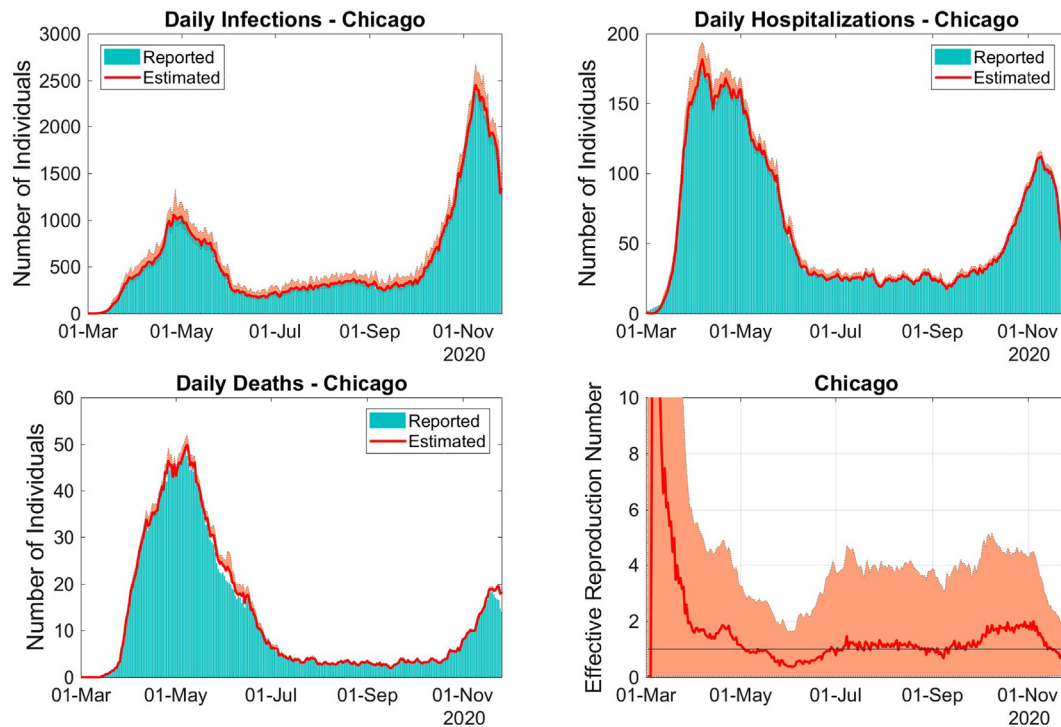 Daily Infections - Chicago
Number of Individuals
3000
2500
2000
1500
1000
500
0
Reported
Estimated
01-Mar 01-May 01-Jul 01-Sep 01-Nov
2020
Daily Hospitalizations - Chicago
Number of Individuals
200
150
100
50
0
Reported
Estimated
01-Mar 01-May 01-Jul 01-Sep 01-Nov
2020
Daily Deaths - Chicago
Number of Individuals
60
50
40
30
20
10
0
Reported
Estimated
01-Mar 01-May 01-Jul 01-Sep 01-Nov
2020
Chicago
Effective Reproduction Number
10
8
6
4
2
0
01-Mar 01-May 01-Jul 01-Sep 01-Nov
2020